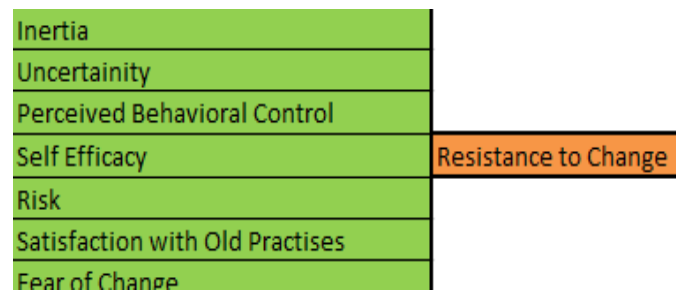 Inertia
Uncertainity
Perceived Behavioral Control
Self Efficacy
Resistance to Change
Risk
Satisfaction with Old Practises
Fear of Change